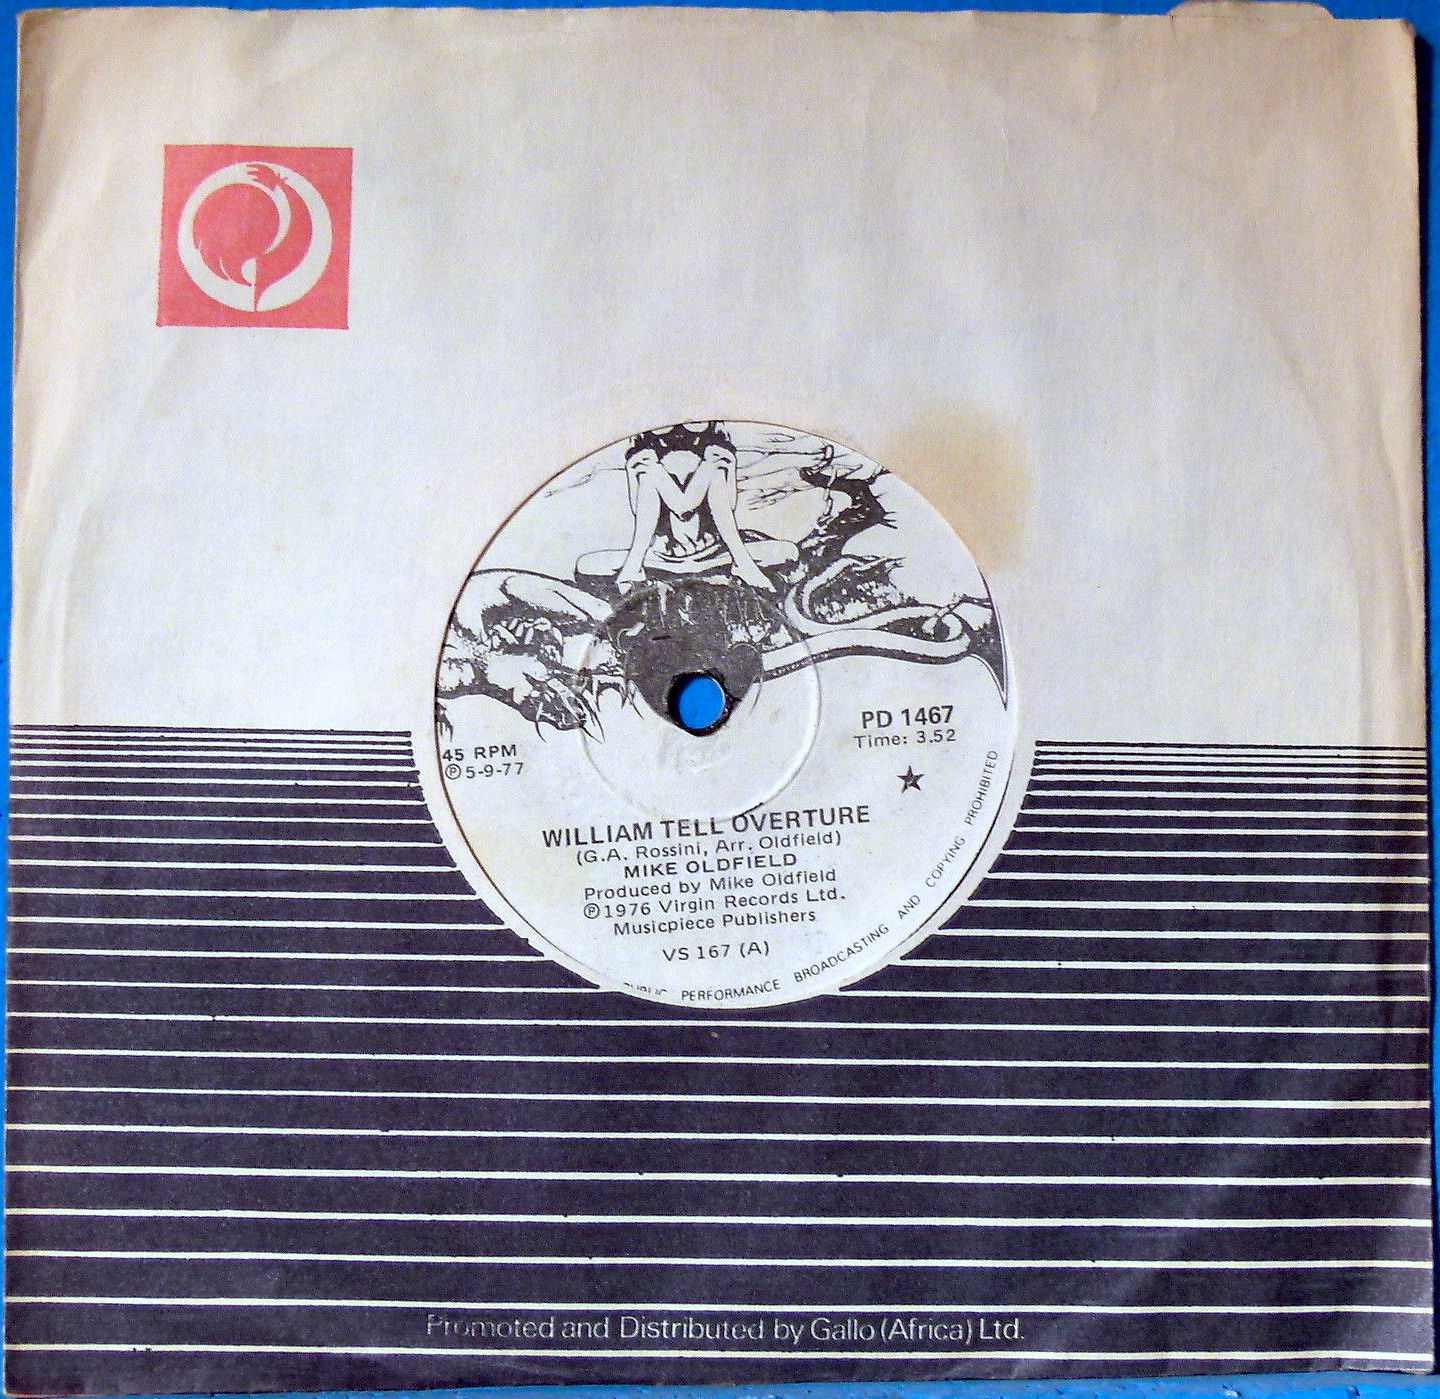 45 RPM
℗5-9-77
PD 1467
Time: 3.52
WILLIAM TELL OVERTURE
(G.A. Rossini, Arr. Oldfield)
MIKE OLDFIELD
Produced by Mike Oldfield
℗1976 Virgin Records Ltd.
Musicpiece Publishers
VS 167 (A)
PERFORMANCE BROADCASTING AND COPYING PROHIBITED
Promoted and Distributed by Gallo (Africa) Ltd.